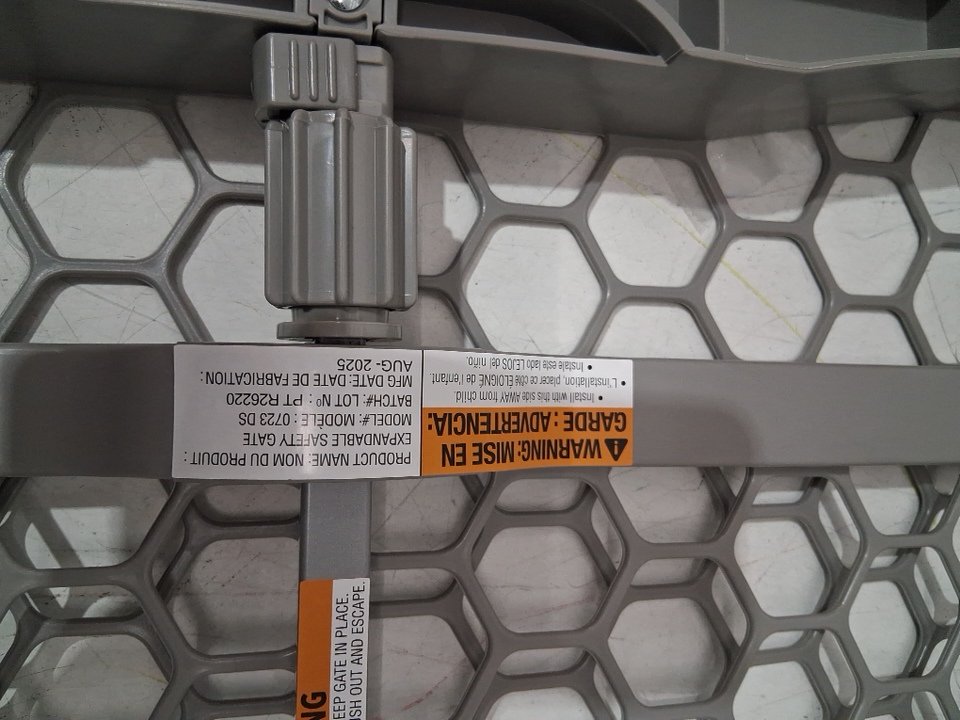 PRODUCT NAME: NOM DU PRODUIT :
EXPANDABLE SAFETY GATE
MODEL#: MODÈLE : 0723 DS
BATCH#: LOT Nº : PT R26220
MFG DATE: DATE DE FABRICATION:
AUG- 2025
WARNING: MISE EN
GARDE : ADVERTENCIA:
• Install with this side AWAY from child.
• L'installation, placer ce côté ÉLOIGNÉ de l'enfant.
• Instale este lado LEJOS del niño.
NG
EEP GATE IN PLACE.
SH OUT AND ESCAPE.